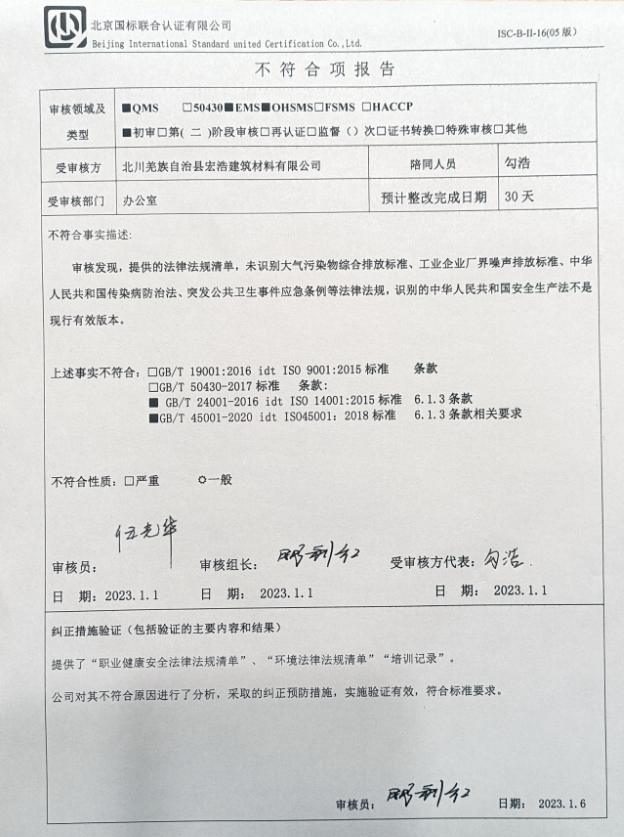 北京国标联合认证有限公司
Beijing International Standard united Certification Co.,Ltd.
ISC-B-II-16(05 版)
不符合项报告
审核领域及类型
■QMS □50430■EMS■OHSMS□FSMS □HACCP
■初审□第( 二 )阶段审核□再认证□监督（）次□证书转换□特殊审核□其他
受审核方 北川羌族自治县宏浩建筑材料有限公司 陪同人员 勾浩
受审核部门 办公室 预计整改完成日期 30 天
不符合事实描述:
审核发现，提供的法律法规清单，未识别大气污染物综合排放标准、工业企业厂界噪声排放标准、中华
人民共和国传染病防治法、突发公共卫生事件应急条例等法律法规，识别的中华人民共和国安全生产法不是
现行有效版本。
上述事实不符合：□GB/T 19001:2016 idt ISO 9001:2015 标准 条款
□GB/T 50430-2017 标准 条款:
■ GB/T 24001-2016 idt ISO 14001:2015 标准 6.1.3 条款
■GB/T 45001-2020 idt ISO45001：2018 标准 6.1.3 条款相关要求
不符合性质：□严重 ✩一般
审核员： 伍光华 审核组长： 受审核方代表：勾浩
日 期：2023.1.1 日 期： 2023.1.1 日 期： 2023.1.1
纠正措施验证（包括验证的主要内容和结果）
提供了“职业健康安全法律法规清单”、“环境法律法规清单”“培训记录”。
公司对其不符合原因进行了分析，采取的纠正预防措施，实施验证有效，符合标准要求。
审核员： 日期： 2023.1.6